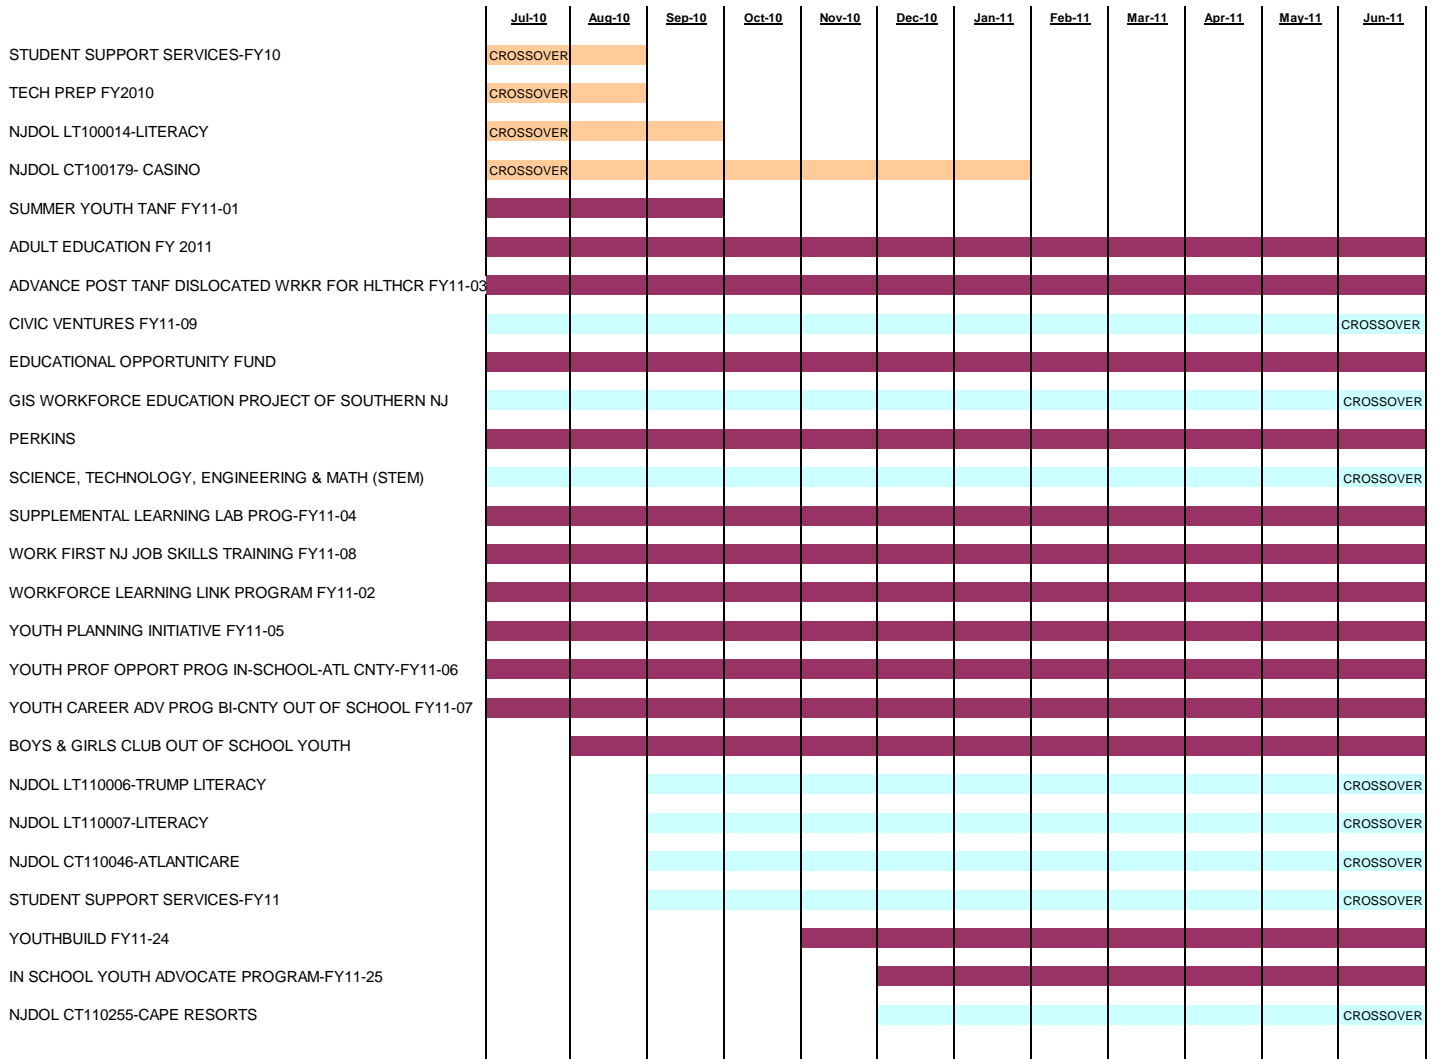 Jul-10 Aug-10 Sep-10 Oct-10 Nov-10 Dec-10 Jan-11 Feb-11 Mar-11 Apr-11 May-11 Jun-11
STUDENT SUPPORT SERVICES-FY10 CROSSOVER
TECH PREP FY2010 CROSSOVER
NJDOL LT100014-LITERACY CROSSOVER
NJDOL CT100179- CASINO CROSSOVER
SUMMER YOUTH TANF FY11-01
ADULT EDUCATION FY 2011
ADVANCE POST TANF DISLOCATED WRKR FOR HLTHCR FY11-03
CIVIC VENTURES FY11-09 CROSSOVER
EDUCATIONAL OPPORTUNITY FUND
GIS WORKFORCE EDUCATION PROJECT OF SOUTHERN NJ CROSSOVER
PERKINS
SCIENCE, TECHNOLOGY, ENGINEERING & MATH (STEM) CROSSOVER
SUPPLEMENTAL LEARNING LAB PROG-FY11-04
WORK FIRST NJ JOB SKILLS TRAINING FY11-08
WORKFORCE LEARNING LINK PROGRAM FY11-02
YOUTH PLANNING INITIATIVE FY11-05
YOUTH PROF OPPORT PROG IN-SCHOOL-ATL CNTY-FY11-06
YOUTH CAREER ADV PROG BI-CNTY OUT OF SCHOOL FY11-07
BOYS & GIRLS CLUB OUT OF SCHOOL YOUTH
NJDOL LT110006-TRUMP LITERACY CROSSOVER
NJDOL LT110007-LITERACY CROSSOVER
NJDOL CT110046-ATLANTICARE CROSSOVER
STUDENT SUPPORT SERVICES-FY11 CROSSOVER
YOUTHBUILD FY11-24
IN SCHOOL YOUTH ADVOCATE PROGRAM-FY11-25
NJDOL CT110255-CAPE RESORTS CROSSOVER